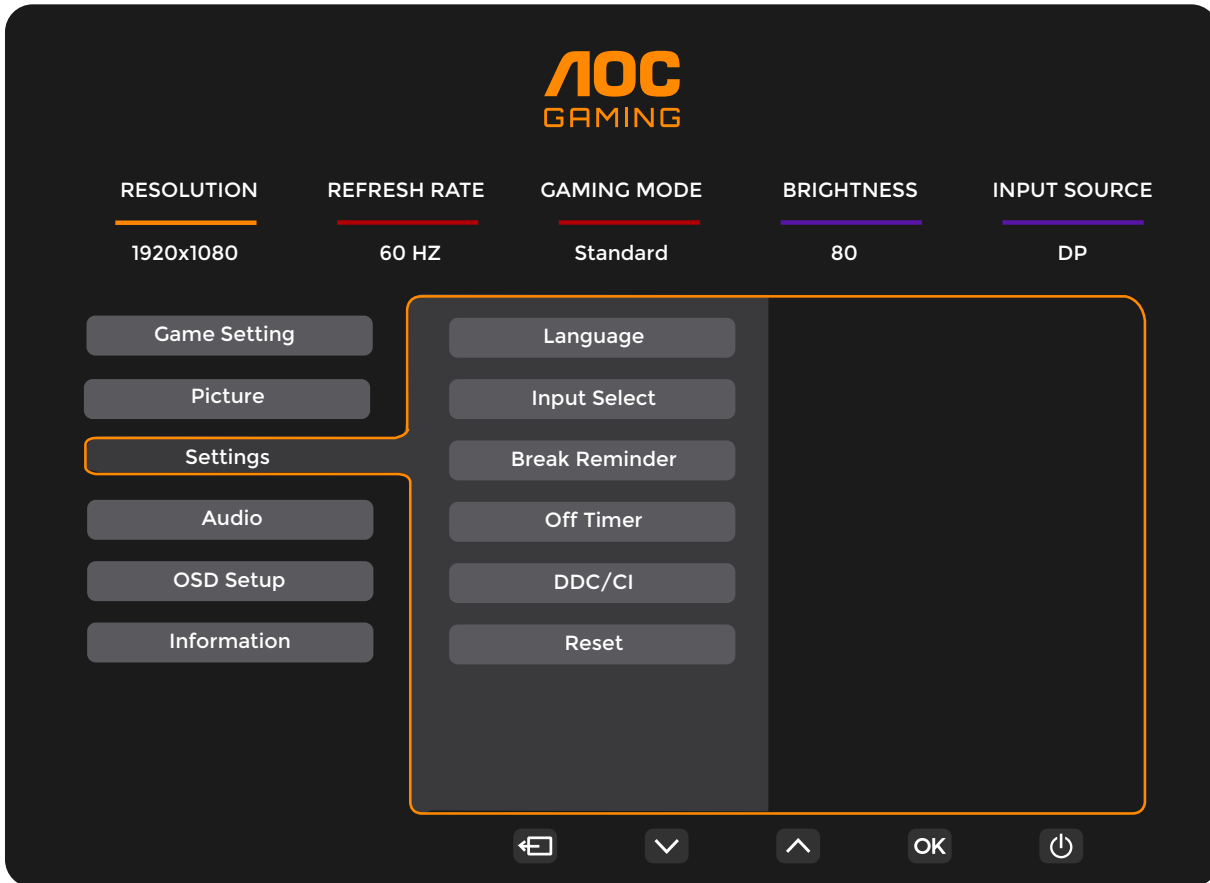 AOC
GAMING
RESOLUTION REFRESH RATE GAMING MODE BRIGHTNESS INPUT SOURCE
1920x1080 60 HZ Standard 80 DP
Game Setting
Picture
Settings
Audio
OSD Setup
Information
Language
Input Select
Break Reminder
Off Timer
DDC/CI
Reset
OK